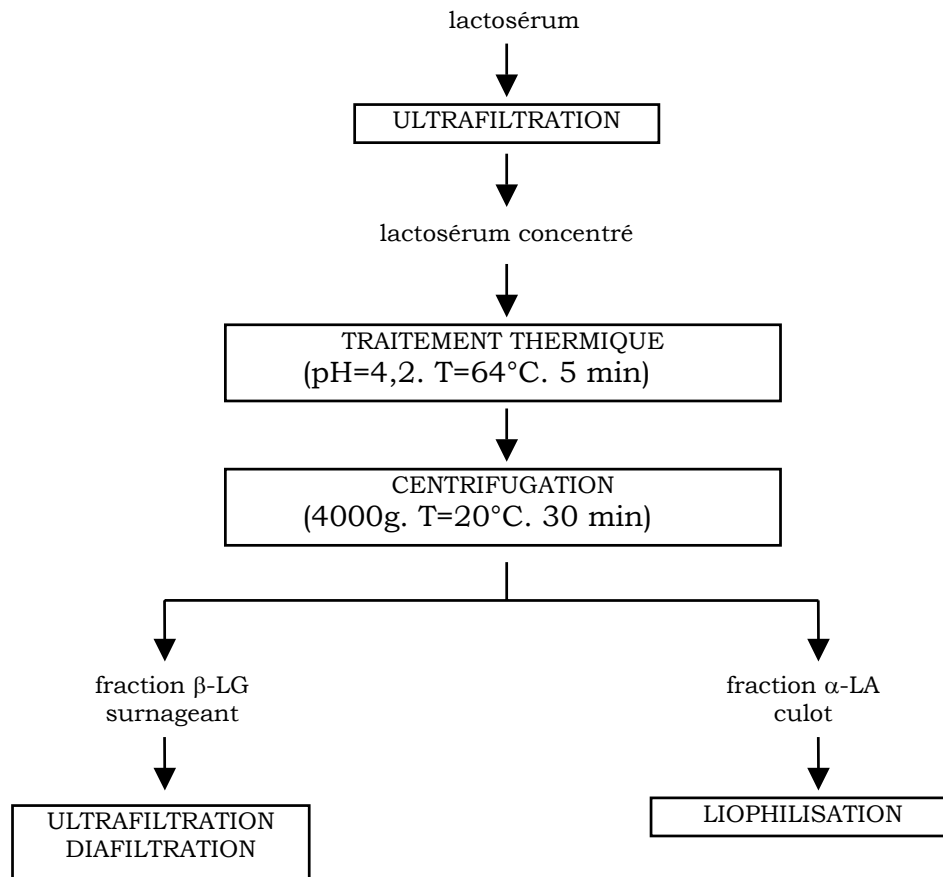 lactosérum
ULTRAFILTRATION
lactosérum concentré
TRAITEMENT THERMIQUE
(pH=4,2. T=64°C. 5 min)
CENTRIFUGATION
(4000g. T=20°C. 30 min)
fraction β-LG
surnageant
fraction α-LA
culot
ULTRAFILTRATION
DIAFILTRATION
LIOPHILISATION